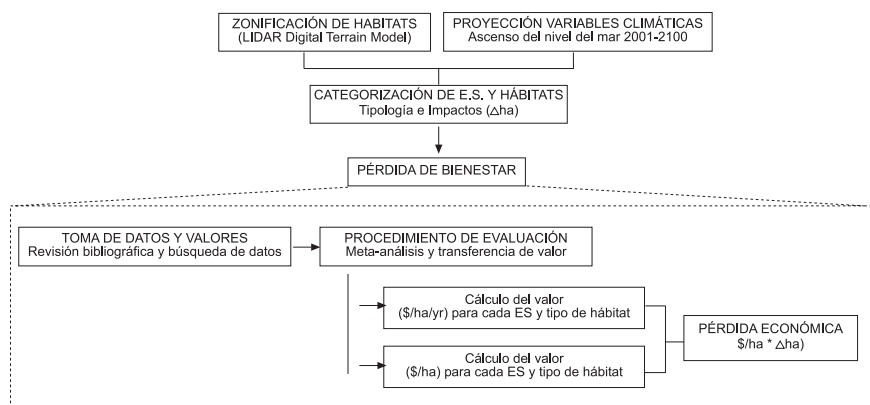 ZONIFICACIÓN DE HABITATS
(LIDAR Digital Terrain Model)
PROYECCIÓN VARIABLES CLIMÁTICAS
Ascenso del nivel del mar 2001-2100
CATEGORIZACIÓN DE E.S. Y HÁBITATS
Tipología e Impactos (△ha)
PÉRDIDA DE BIENESTAR
TOMA DE DATOS Y VALORES
Revisión bibliográfica y búsqueda de datos
PROCEDIMIENTO DE EVALUACIÓN
Meta-análisis y transferencia de valor
Cálculo del valor
($/ha/yr) para cada ES y tipo de hábitat
Cálculo del valor
($/ha) para cada ES y tipo de hábitat
PÉRDIDA ECONÓMICA
$/ha * △ha)